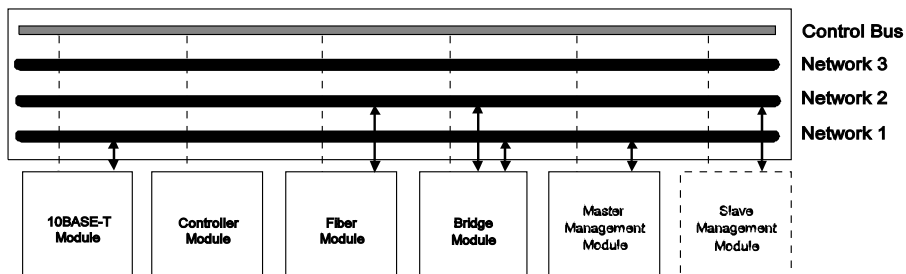 Control Bus
Network 3
Network 2
Network 1
10BASE-T
Module
Controller
Module
Fiber
Module
Bridge
Module
Master
Management
Module
Slave
Management
Module